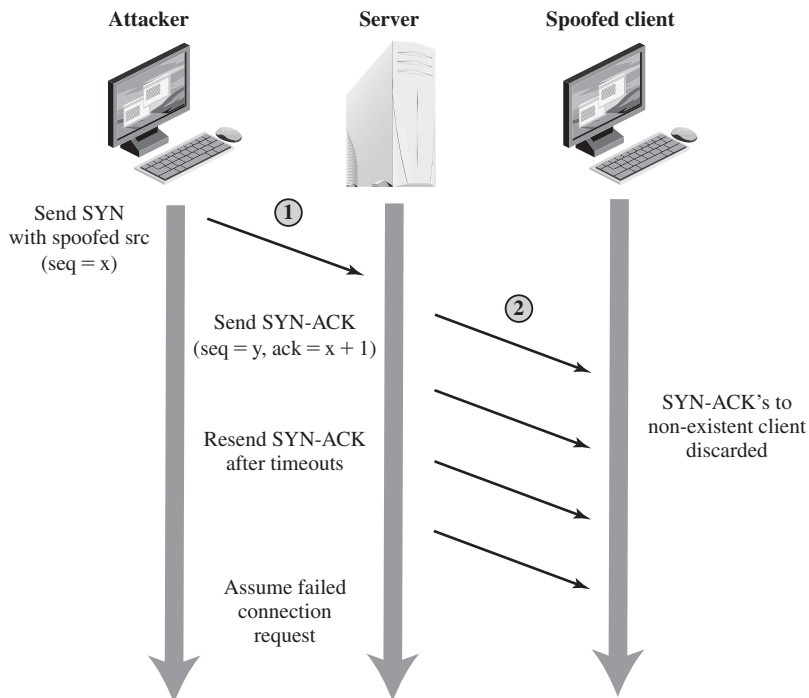 Attacker
Server
Spoofed client
Send SYN
with spoofed src
(seq = x)
1
Send SYN-ACK
(seq = y, ack = x + 1)
2
SYN-ACK’s to
non-existent client
discarded
Resend SYN-ACK
after timeouts
Assume failed
connection
request